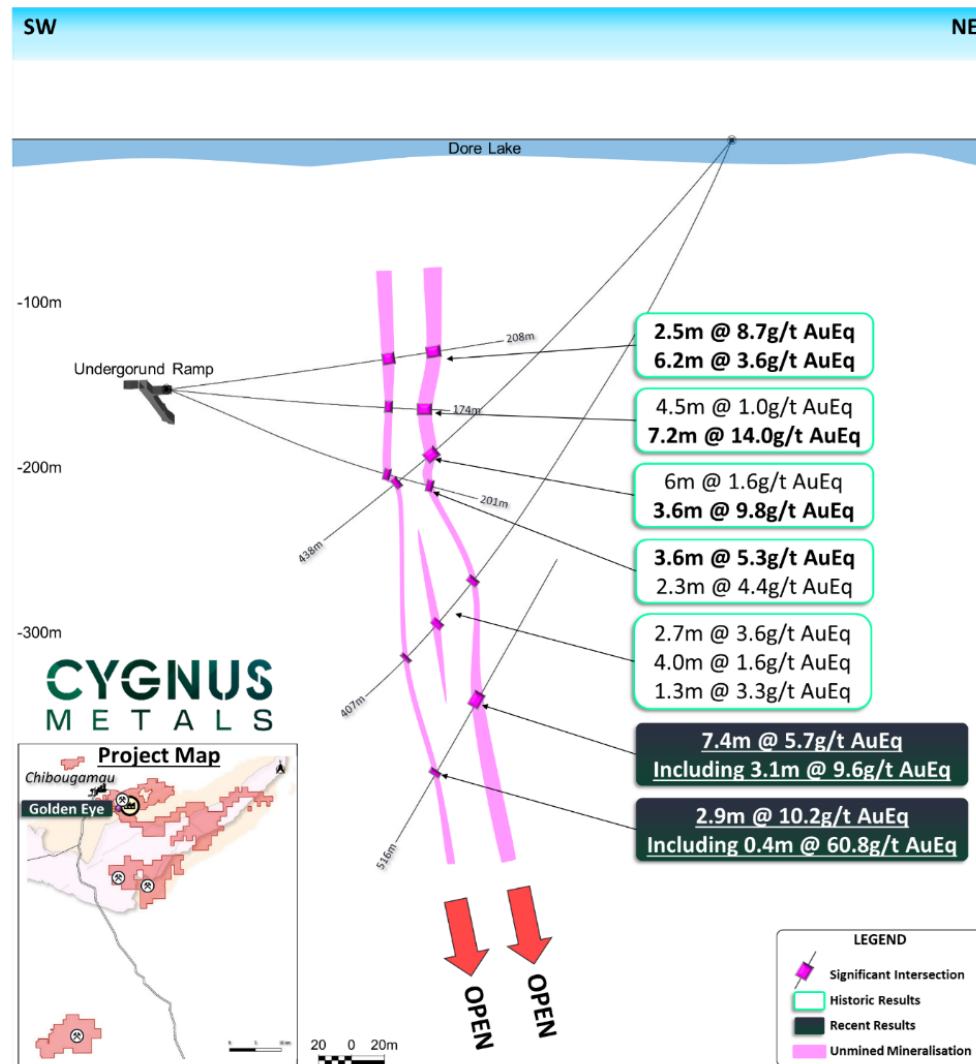 SW
NE
Dore Lake
-100m
208m
Undergorund Ramp
174m
-200m
201m
438m
-300m
407m
516m
2.5m @ 8.7g/t AuEq
6.2m @ 3.6g/t AuEq
4.5m @ 1.0g/t AuEq
7.2m @ 14.0g/t AuEq
6m @ 1.6g/t AuEq
3.6m @ 9.8g/t AuEq
3.6m @ 5.3g/t AuEq
2.3m @ 4.4g/t AuEq
2.7m @ 3.6g/t AuEq
4.0m @ 1.6g/t AuEq
1.3m @ 3.3g/t AuEq
7.4m @ 5.7g/t AuEq
Including 3.1m @ 9.6g/t AuEq
2.9m @ 10.2g/t AuEq
Including 0.4m @ 60.8g/t AuEq
CYGNUS
METALS
Project Map
Chibougamau
Golden Eye
OPEN
OPEN
20 0 20m
LEGEND
Significant Intersection
Historic Results
Recent Results
Unmined Mineralisation